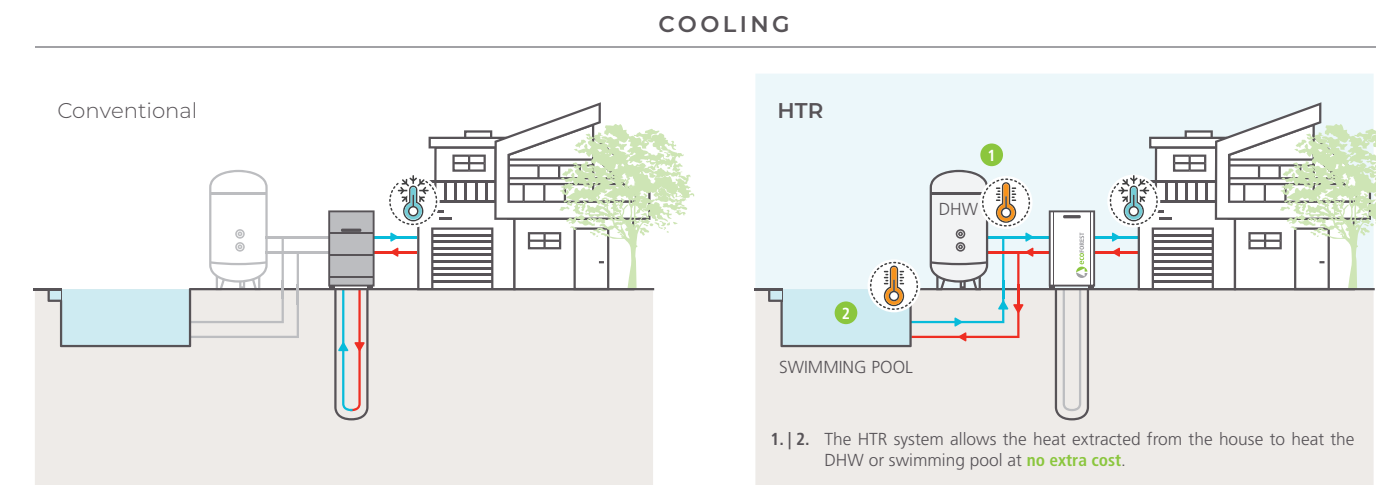 COOLING
Conventional
HTR
1
DHW
ecoFOREST
2
SWIMMING POOL
1. | 2. The HTR system allows the heat extracted from the house to heat the
DHW or swimming pool at no extra cost.